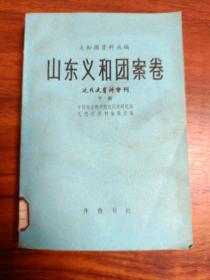 义和团资料丛编
山东义和团案卷
近代史资料专刊
下册
中国社会科学院近代史研究所
近代史资料编辑室编
齐鲁书社